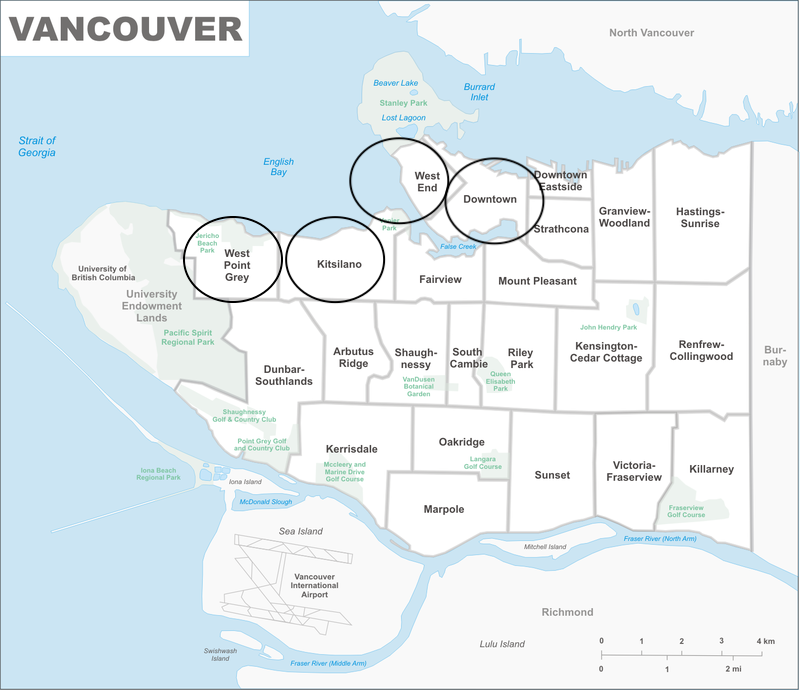 VANCOUVER
North Vancouver
Beaver Lake
Stanley Park
Burrard
Inlet
Lost Lagoon
Strait of
Georgia
English
Bay
West
End
Downtown
Downtown
Eastside
Strathcona
Granview-
Woodland
Hastings-
Sunrise
Park
False Creek
Jericho
Beach
Park
West
Point
Grey
Kitsilano
Fairview
Mount Pleasant
University of
British Columbia
University
Endowment
Lands
Pacific Spirit
Regional Park
Dunbar-
Southlands
Arbutus
Ridge
Shaugh-
nessy
VanDusen
Botanical
Garden
South
Cambie
Riley
Park
Queen
Elisabeth
Park
John Hendry Park
Kensington-
Cedar Cottage
Renfrew-
Collingwood
Bur-
naby
Shaughnessy
Golf & Country Club
Point Grey Golf
and Country Club
Kerrisdale
Mccleery and
Marine Drive
Golf Course
Oakridge
Langara
Golf Course
Marpole
Sunset
Victoria-
Fraserview
Killarney
Fraserview
Golf Course
Iona Beach
Regional Park
Iona Island
McDonald Slough
Sea Island
Vancouver
International
Airport
Mitchell Island
Fraser River (North Arm)
Richmond
Lulu Island
Swishwash
Island
Fraser River (Middle Arm)
0 1 2 3 4 km
0 1 2 mi